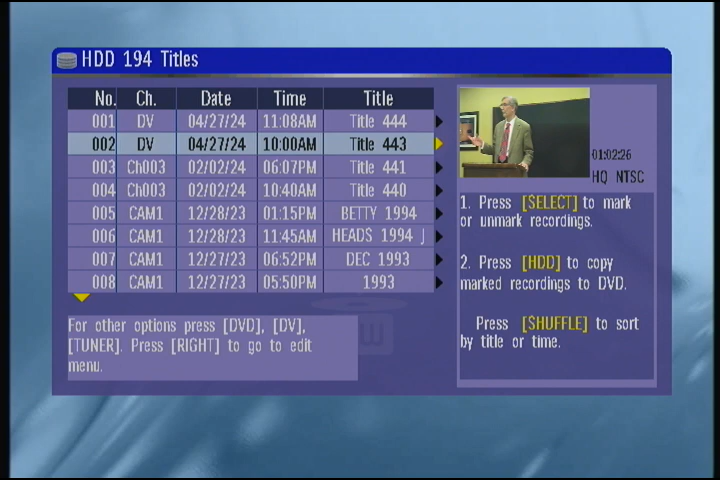 HDD 194 Titles
No. Ch. Date Time Title
001 DV 04/27/24 11:08AM Title 444
002 DV 04/27/24 10:00AM Title 443
003 Ch003 02/02/24 06:07PM Title 441
004 Ch003 02/02/24 10:40AM Title 440
005 CAM1 12/28/23 01:15PM BETTY 1994
006 CAM1 12/28/23 11:45AM HEADS 1994 J
007 CAM1 12/27/23 06:52PM DEC 1993
008 CAM1 12/27/23 05:50PM 1993
For other options press [DVD], [DV],
[TUNER]. Press [RIGHT] to go to edit
menu.
01:02:26
HQ NTSC
1. Press [SELECT] to mark
or unmark recordings.
2. Press [HDD] to copy
marked recordings to DVD.
Press [SHUFFLE] to sort
by title or time.